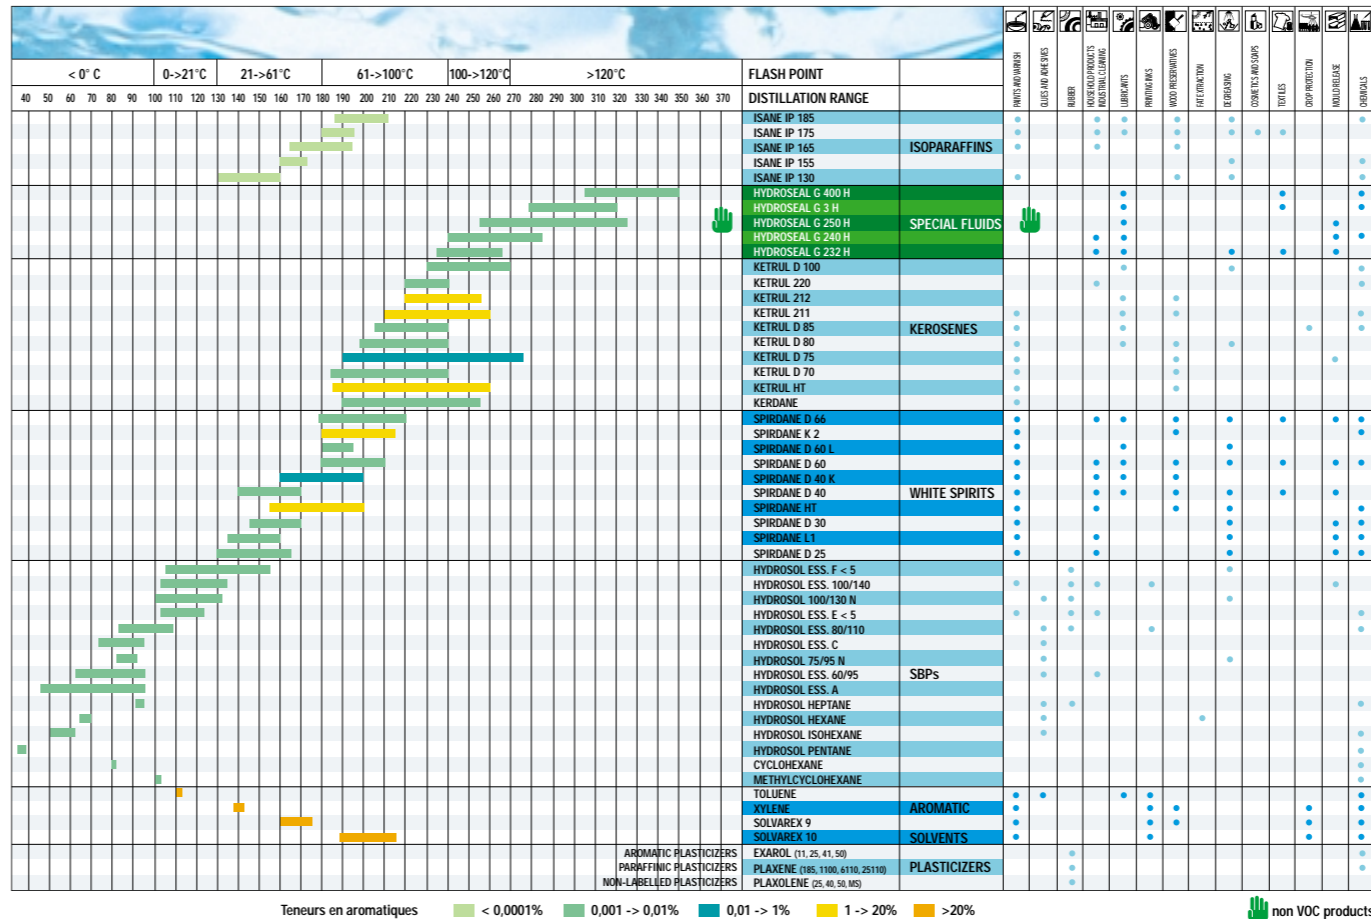 < 0° C 0->21°C 21->61°C 61->100°C 100->120°C >120°C FLASH POINT
40 50 60 70 80 90 100 110 120 130 140 150 160 170 180 190 200 210 220 230 240 250 260 270 280 290 300 310 320 330 340 350 360 370 DISTILLATION RANGE
PAINTS AND VARNISH
GLUES AND ADHESIVES
RUBBER
HOUSEHOLD PRODUCTS
INDUSTRIAL CLEANING
LUBRICANTS
PRINTING INKS
WOOD PRESERVATIVES
FAT EXTRACTION
DEGREASING
COSMETICS AND SOAPS
TEXTILES
CROP PROTECTION
MOULD RELEASE
CHEMICALS
ISANE IP 185
ISANE IP 175
ISANE IP 165 ISOPARAFFINS
ISANE IP 155
ISANE IP 130
HYDROSEAL G 400 H
HYDROSEAL G 3 H
HYDROSEAL G 250 H SPECIAL FLUIDS
HYDROSEAL G 240 H
HYDROSEAL G 232 H
KETRUL D 100
KETRUL 220
KETRUL 212
KETRUL 211
KETRUL D 85 KEROSENES
KETRUL D 80
KETRUL D 75
KETRUL D 70
KETRUL HT
KERDANE
SPIRDANE D 66
SPIRDANE K 2
SPIRDANE D 60 L
SPIRDANE D 60
SPIRDANE D 40 K
SPIRDANE D 40 WHITE SPIRITS
SPIRDANE HT
SPIRDANE D 30
SPIRDANE L1
SPIRDANE D 25
HYDROSOL ESS. F < 5
HYDROSOL ESS. 100/140
HYDROSOL 100/130 N
HYDROSOL ESS. E < 5
HYDROSOL ESS. 80/110
HYDROSOL ESS. C
HYDROSOL 75/95 N
HYDROSOL ESS. 60/95 SBPs
HYDROSOL ESS. A
HYDROSOL HEPTANE
HYDROSOL HEXANE
HYDROSOL ISOHEXANE
HYDROSOL PENTANE
CYCLOHEXANE
METHYLCYCLOHEXANE
TOLUENE
XYLENE AROMATIC
SOLVAREX 9
SOLVAREX 10 SOLVENTS
AROMATIC PLASTICIZERS EXAROL (11, 25, 41, 50)
PARAFFINIC PLASTICIZERS PLAXENE (185, 1100, 6110, 25110) PLASTICIZERS
NON-LABELLED PLASTICIZERS PLAXOLENE (25, 40, 50, MS)
Teneurs en aromatiques < 0,0001% 0,001 -> 0,01% 0,01 -> 1% 1 -> 20% >20% non VOC products